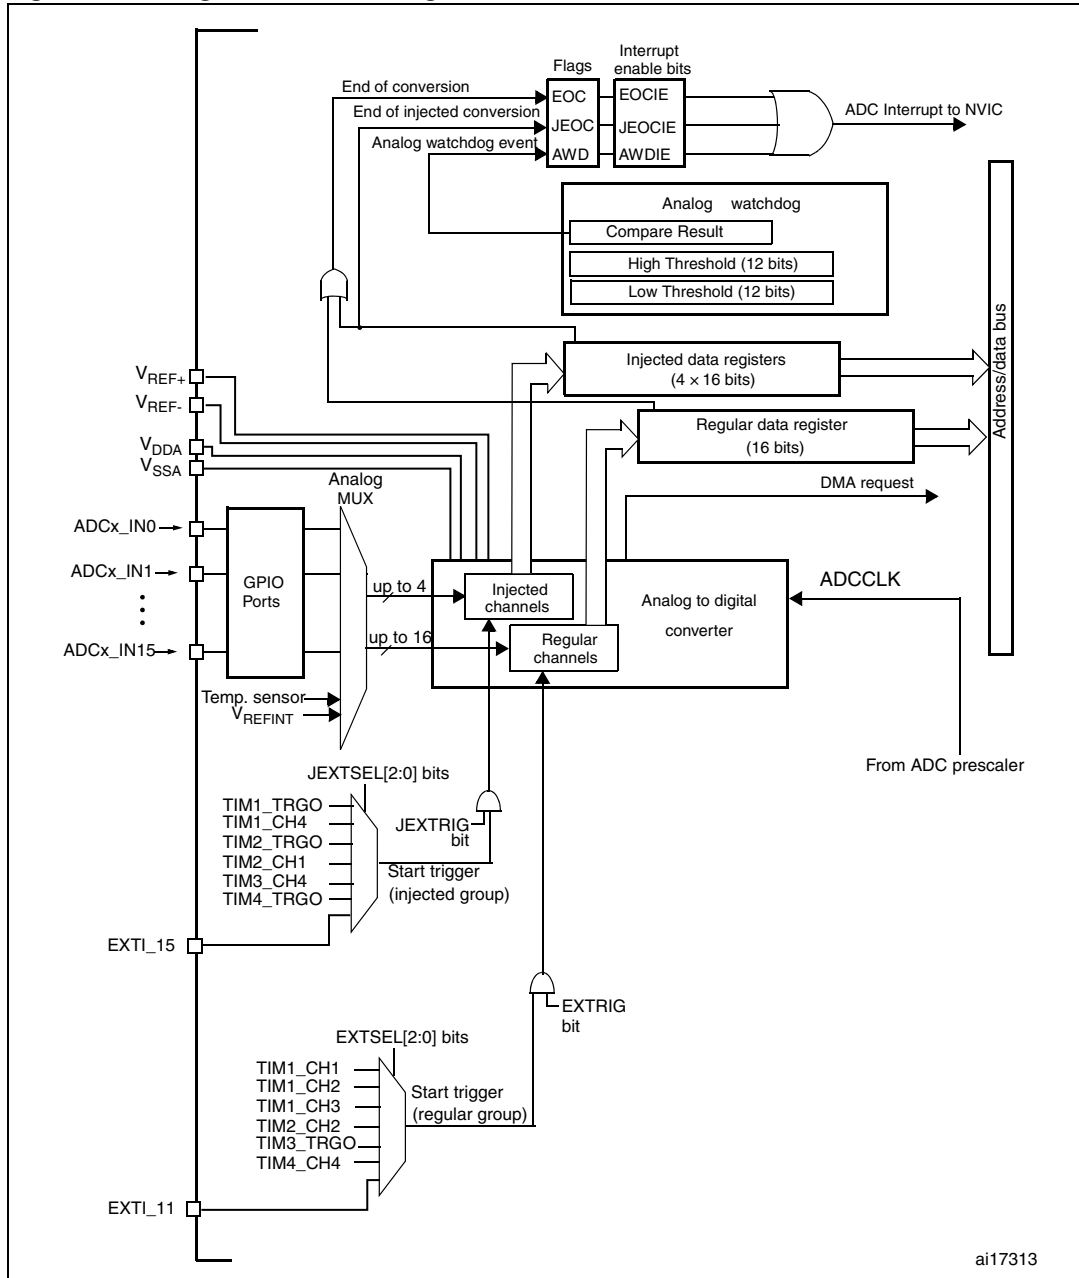 Flags
Interrupt
enable bits
End of conversion
EOC
EOCIE
End of injected conversion
JEOC
JEOCIE
ADC Interrupt to NVIC
Analog watchdog event
AWD
AWDIE
Analog watchdog
Compare Result
High Threshold (12 bits)
Low Threshold (12 bits)
Address/data bus
Injected data registers
(4 × 16 bits)
VREF+
VREF-
VDDA
VSSA
Regular data register
(16 bits)
DMA request
Analog
MUX
ADCx_IN0
ADCx_IN1
ADCx_IN15
GPIO
Ports
up to 4
up to 16
Injected
channels
Regular
channels
Analog to digital
converter
ADCCLK
Temp. sensor
VREFINT
From ADC prescaler
JEXTSEL[2:0] bits
TIM1_TRGO
TIM1_CH4
TIM2_TRGO
TIM2_CH1
TIM3_CH4
TIM4_TRGO
JEXTRIG
bit
Start trigger
(injected group)
EXTI_15
EXTRIG
bit
EXTSEL[2:0] bits
TIM1_CH1
TIM1_CH2
TIM1_CH3
TIM2_CH2
TIM3_TRGO
TIM4_CH4
Start trigger
(regular group)
EXTI_11
ai17313